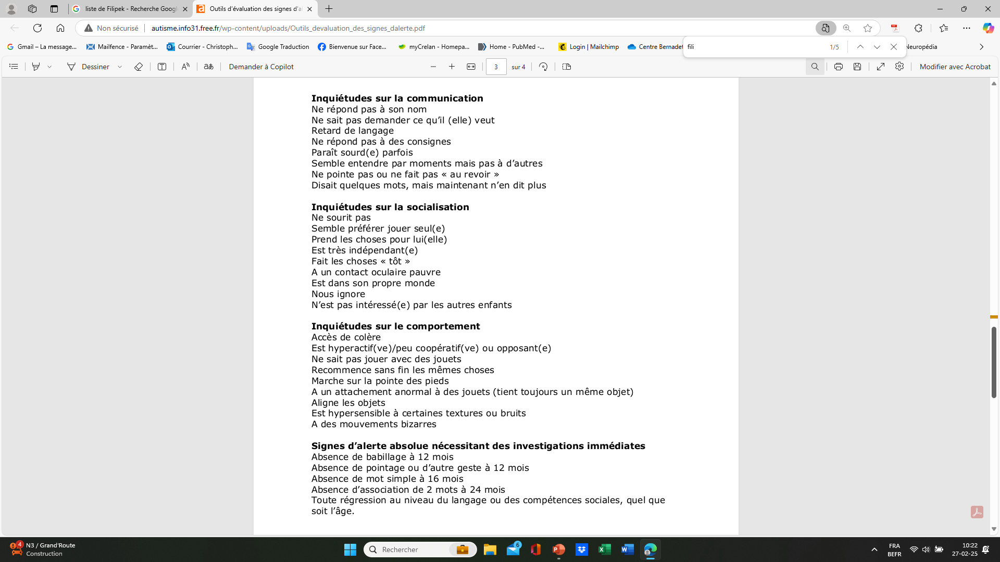 liste de Filipek - Recherche Googl
Outils d'évaluation des signes d'al
Non sécurisé
autisme.info31.free.fr/wp-content/uploads/Outils_devaluation_des_signes_dalerte.pdf
Gmail – La message...
Mailfence - Paramèt...
Courrier - Christoph...
Google Traduction
Bienvenue sur Face...
myCrelan - Homepa...
Home - PubMed -...
Login | Mailchimp
Centre Bernadet
Neuropédia
fili
1/5
Dessiner
Demander à Copilot
3 sur 4
Modifier avec Acrobat
Inquiétudes sur la communication
Ne répond pas à son nom
Ne sait pas demander ce qu’il (elle) veut
Retard de langage
Ne répond pas à des consignes
Paraît sourd(e) parfois
Semble entendre par moments mais pas à d’autres
Ne pointe pas ou ne fait pas « au revoir »
Disait quelques mots, mais maintenant n’en dit plus
Inquiétudes sur la socialisation
Ne sourit pas
Semble préférer jouer seul(e)
Prend les choses pour lui(elle)
Est très indépendant(e)
Fait les choses « tôt »
A un contact oculaire pauvre
Est dans son propre monde
Nous ignore
N’est pas intéressé(e) par les autres enfants
Inquiétudes sur le comportement
Accès de colère
Est hyperactif(ve)/peu coopératif(ve) ou opposant(e)
Ne sait pas jouer avec des jouets
Recommence sans fin les mêmes choses
Marche sur la pointe des pieds
A un attachement anormal à des jouets (tient toujours un même objet)
Aligne les objets
Est hypersensible à certaines textures ou bruits
A des mouvements bizarres
Signes d’alerte absolue nécessitant des investigations immédiates
Absence de babillage à 12 mois
Absence de pointage ou d’autre geste à 12 mois
Absence de mot simple à 16 mois
Absence d’association de 2 mots à 24 mois
Toute régression au niveau du langage ou des compétences sociales, quel que
soit l’âge.
4
N3 / Grand'Route
Construction
Rechercher
6
FRA
BEFR
10:22
27-02-25